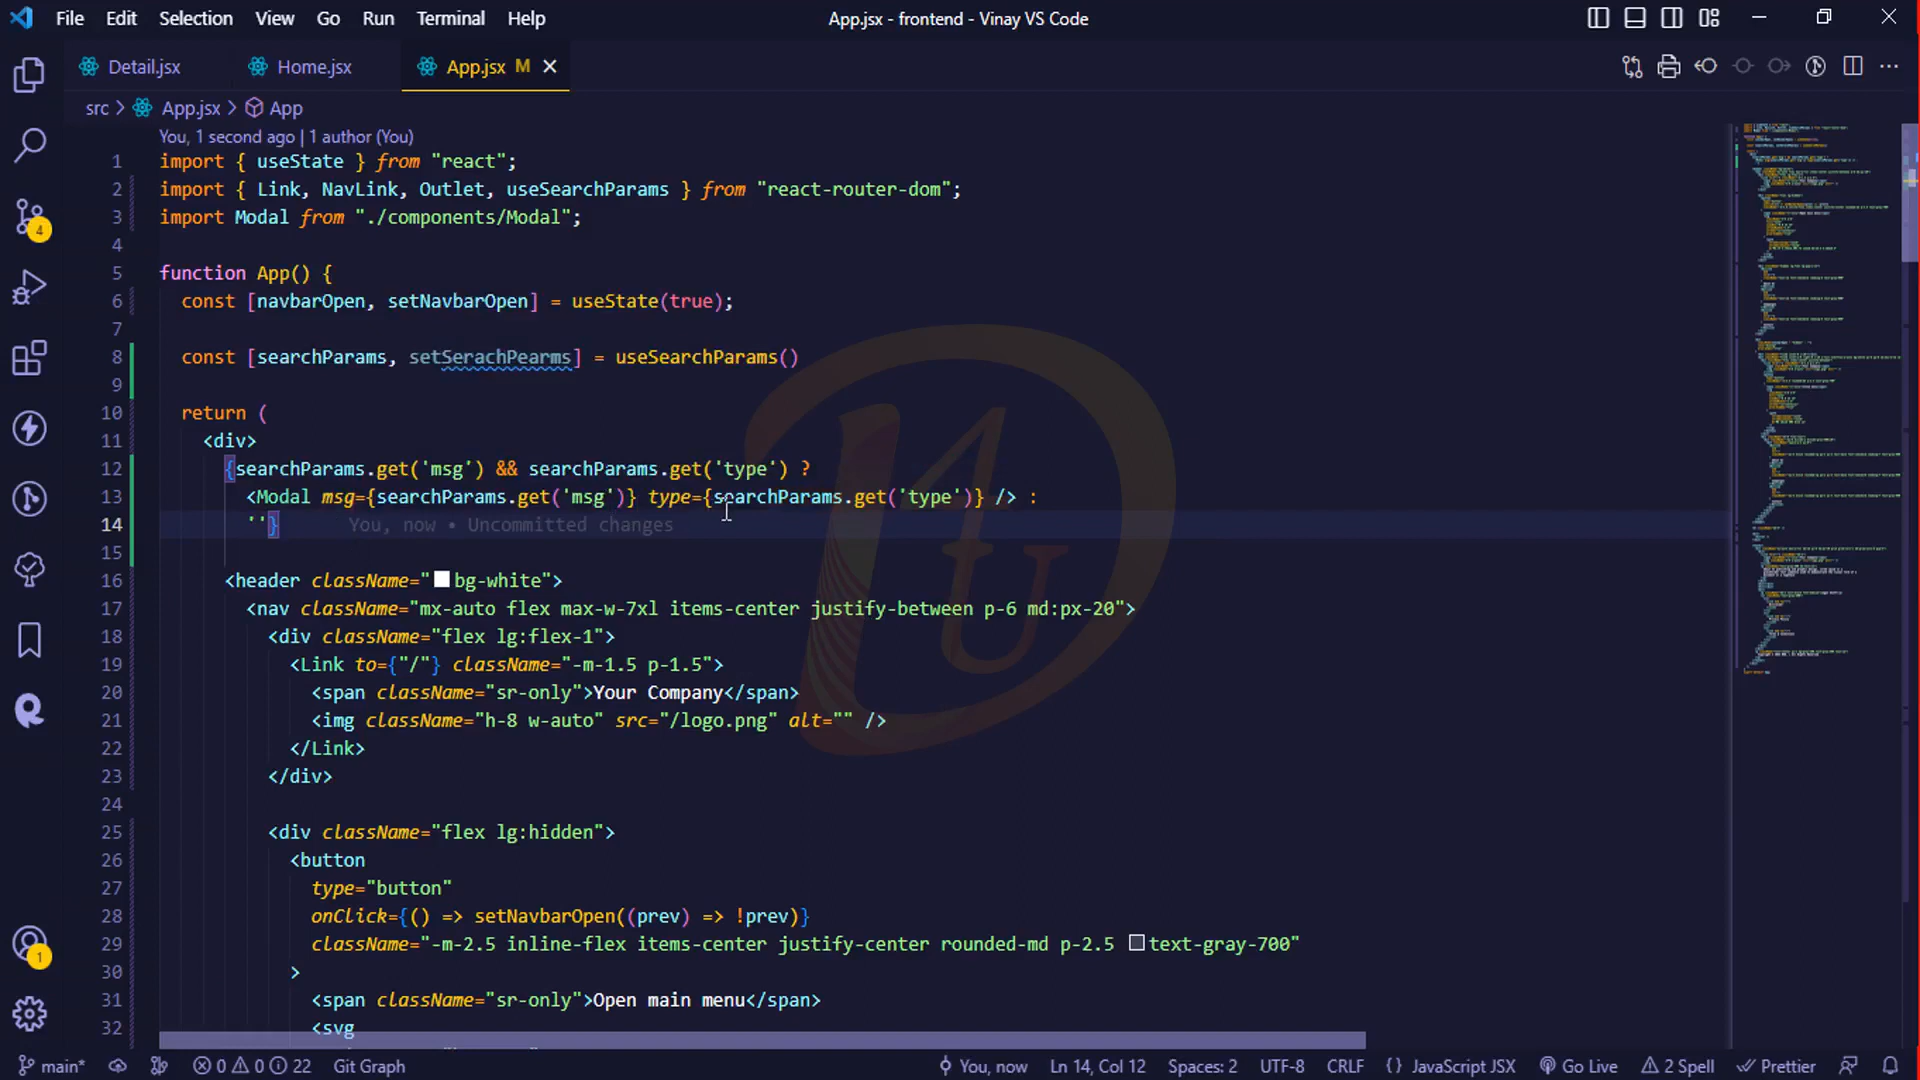 File Edit Selection View Go Run Terminal Help App.jsx - frontend - Vinay VS Code
Detail.jsx Home.jsx App.jsx M
src > App.jsx > App
You, 1 second ago | 1 author (You)
1 import { useState } from "react";
2 import { Link, NavLink, Outlet, useSearchParams } from "react-router-dom";
3 import Modal from "./components/Modal";
4
5 function App() {
6 const [navbarOpen, setNavbarOpen] = useState(true);
7
8 const [searchParams, setSerachPearms] = useSearchParams()
9
10 return (
11 <div>
12 {searchParams.get('msg') && searchParams.get('type') ?
13 <Modal msg={searchParams.get('msg')} type={searchParams.get('type')} /> :
14 ''} You, now • Uncommitted changes
15
16 <header className="bg-white">
17 <nav className="mx-auto flex max-w-7xl items-center justify-between p-6 md:px-20">
18 <div className="flex lg:flex-1">
19 <Link to={"/"} className="-m-1.5 p-1.5">
20 <span className="sr-only">Your Company</span>
21 <img className="h-8 w-auto" src="/logo.png" alt="" />
22 </Link>
23 </div>
24
25 <div className="flex lg:hidden">
26 <button
27 type="button"
28 onClick={() => setNavbarOpen((prev) => !prev)}
29 className="-m-2.5 inline-flex items-center justify-center rounded-md p-2.5 text-gray-700"
30 >
31 <span className="sr-only">Open main menu</span>
32 <svg
4
1
main* 0 0 22 Git Graph You, now Ln 14, Col 12 Spaces: 2 UTF-8 CRLF {} JavaScript JSX Go Live 2 Spell Prettier